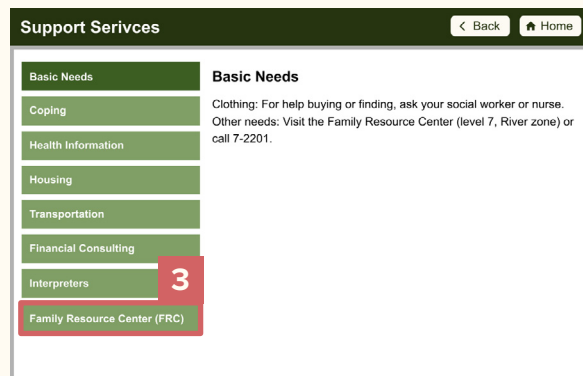 Support Serivces
Back
Home
Basic Needs
Coping
Health Information
Housing
Transportation
Financial Consulting
Interpreters
3
Family Resource Center (FRC)
Basic Needs
Clothing: For help buying or finding, ask your social worker or nurse.
Other needs: Visit the Family Resource Center (level 7, River zone) or
call 7-2201.